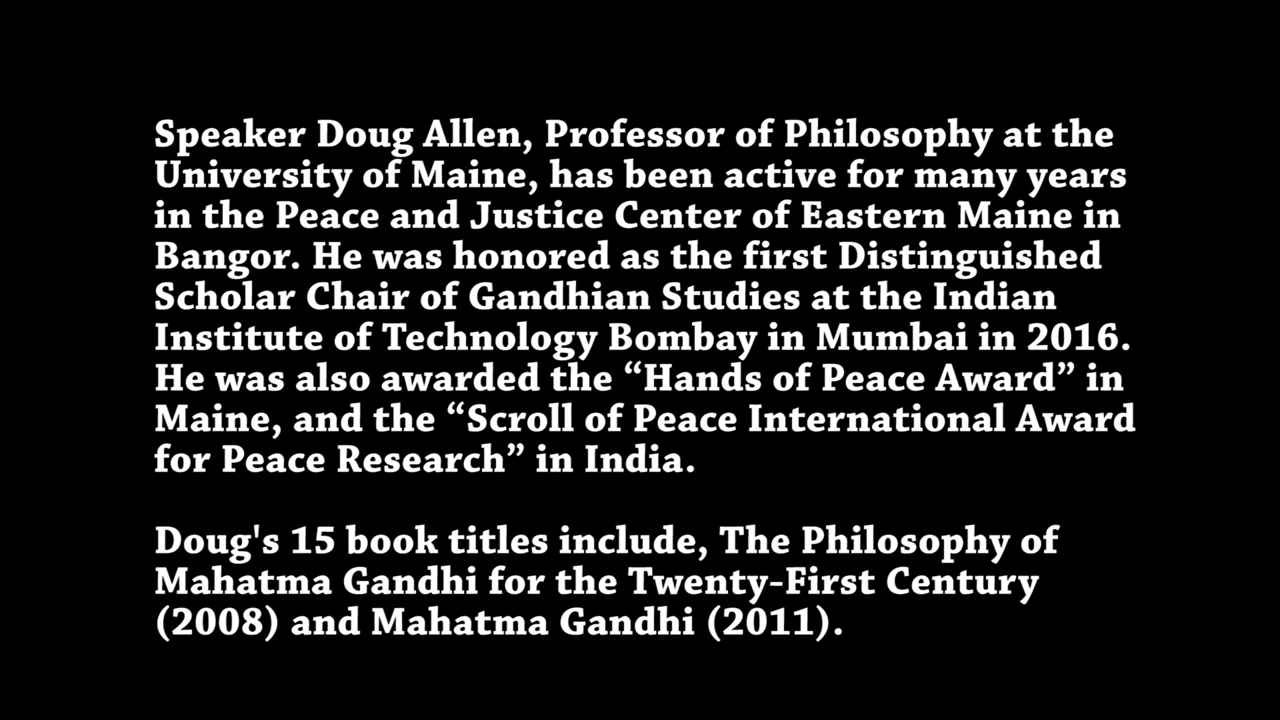 Speaker Doug Allen, Professor of Philosophy at the
University of Maine, has been active for many years
in the Peace and Justice Center of Eastern Maine in
Bangor. He was honored as the first Distinguished
Scholar Chair of Gandhian Studies at the Indian
Institute of Technology Bombay in Mumbai in 2016.
He was also awarded the “Hands of Peace Award” in
Maine, and the “Scroll of Peace International Award
for Peace Research” in India.
Doug's 15 book titles include, The Philosophy of
Mahatma Gandhi for the Twenty-First Century
(2008) and Mahatma Gandhi (2011).